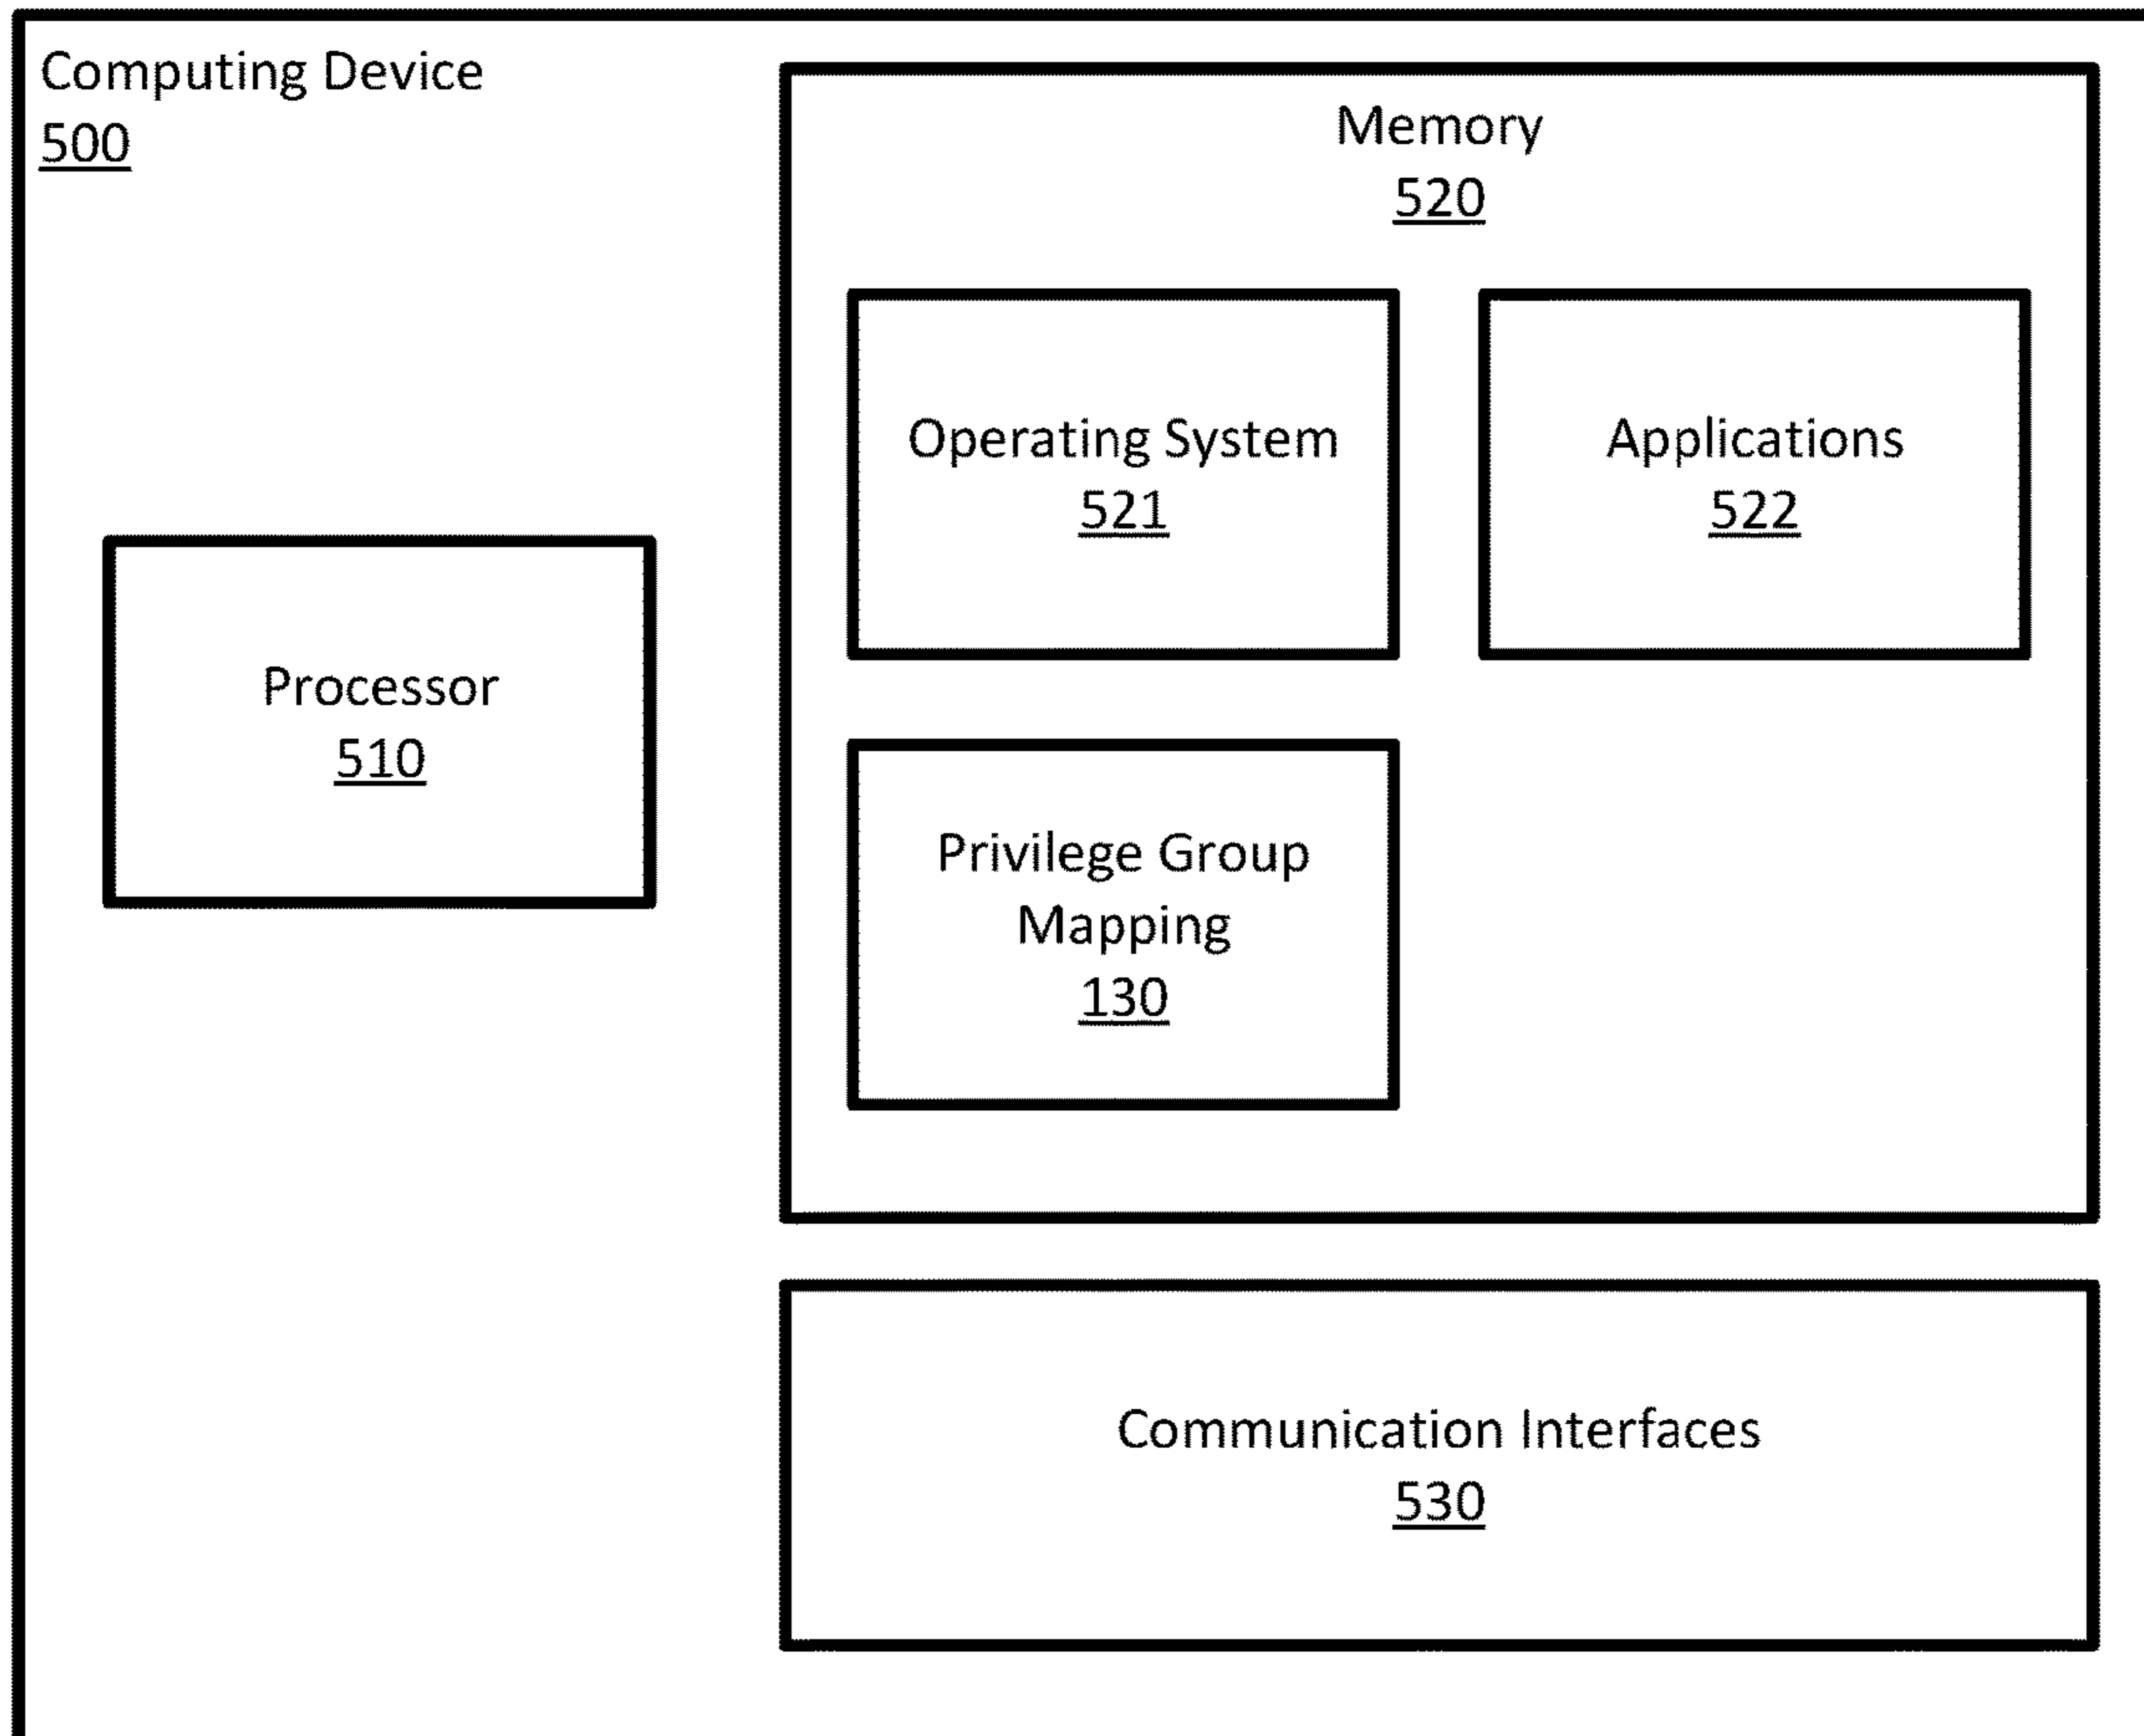 Computing Device
500
Memory
520
Operating System
521
Applications
522
Processor
510
Privilege Group
Mapping
130
Communication Interfaces
530